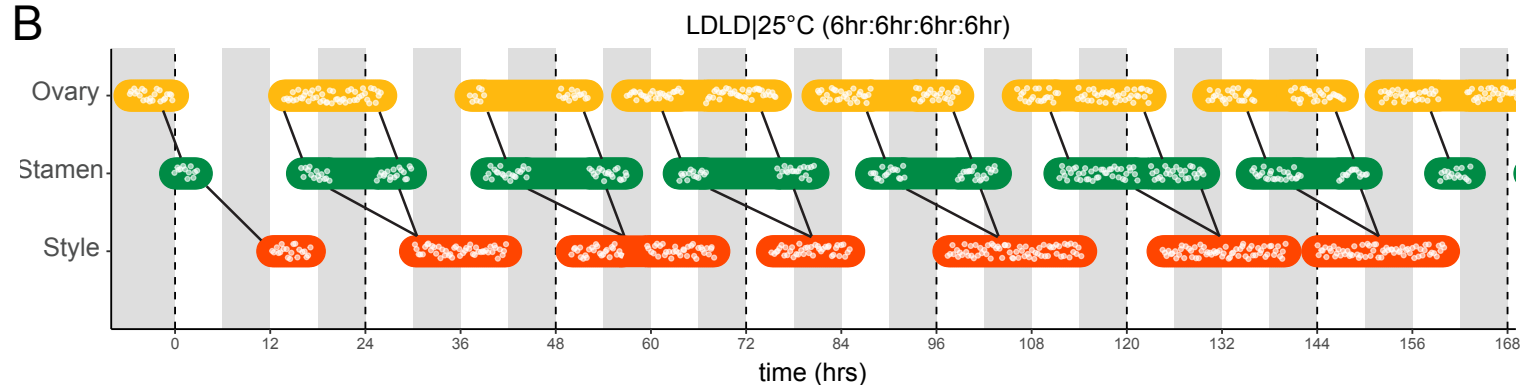 B
LDLD|25°C (6hr:6hr:6hr:6hr)
Ovary
Stamen
Style
0 12 24 36 48 60 72 84 96 108 120 132 144 156 168
time (hrs)